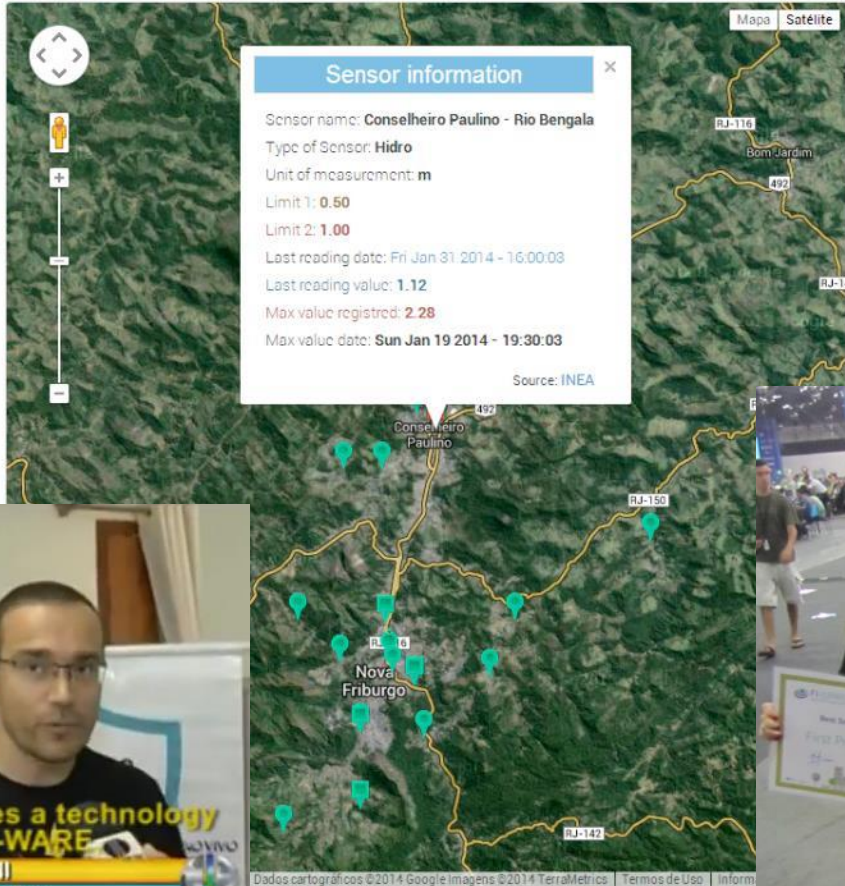 Mapa Satélite
Sensor information
×
Sensor name: Conselheiro Paulino - Rio Bengala
Type of Sensor: Hidro
Unit of measurement: m
Limit 1: 0.50
Limit 2: 1.00
Last reading date: Fri Jan 31 2014 - 16:00:03
Last reading value: 1.12
Max value registred: 2.28
Max value date: Sun Jan 19 2014 - 19:30:03
Source: INEA
RJ-116
Bom Jardim
492
492
Conselheiro
Paulino
RJ-150
Nova
Friburgo
RJ-142
es a technology
-WARE
VIVO
First
Dados cartográficos ©2014 Google Imagens ©2014 TerraMetrics
Termos de Uso
Inform